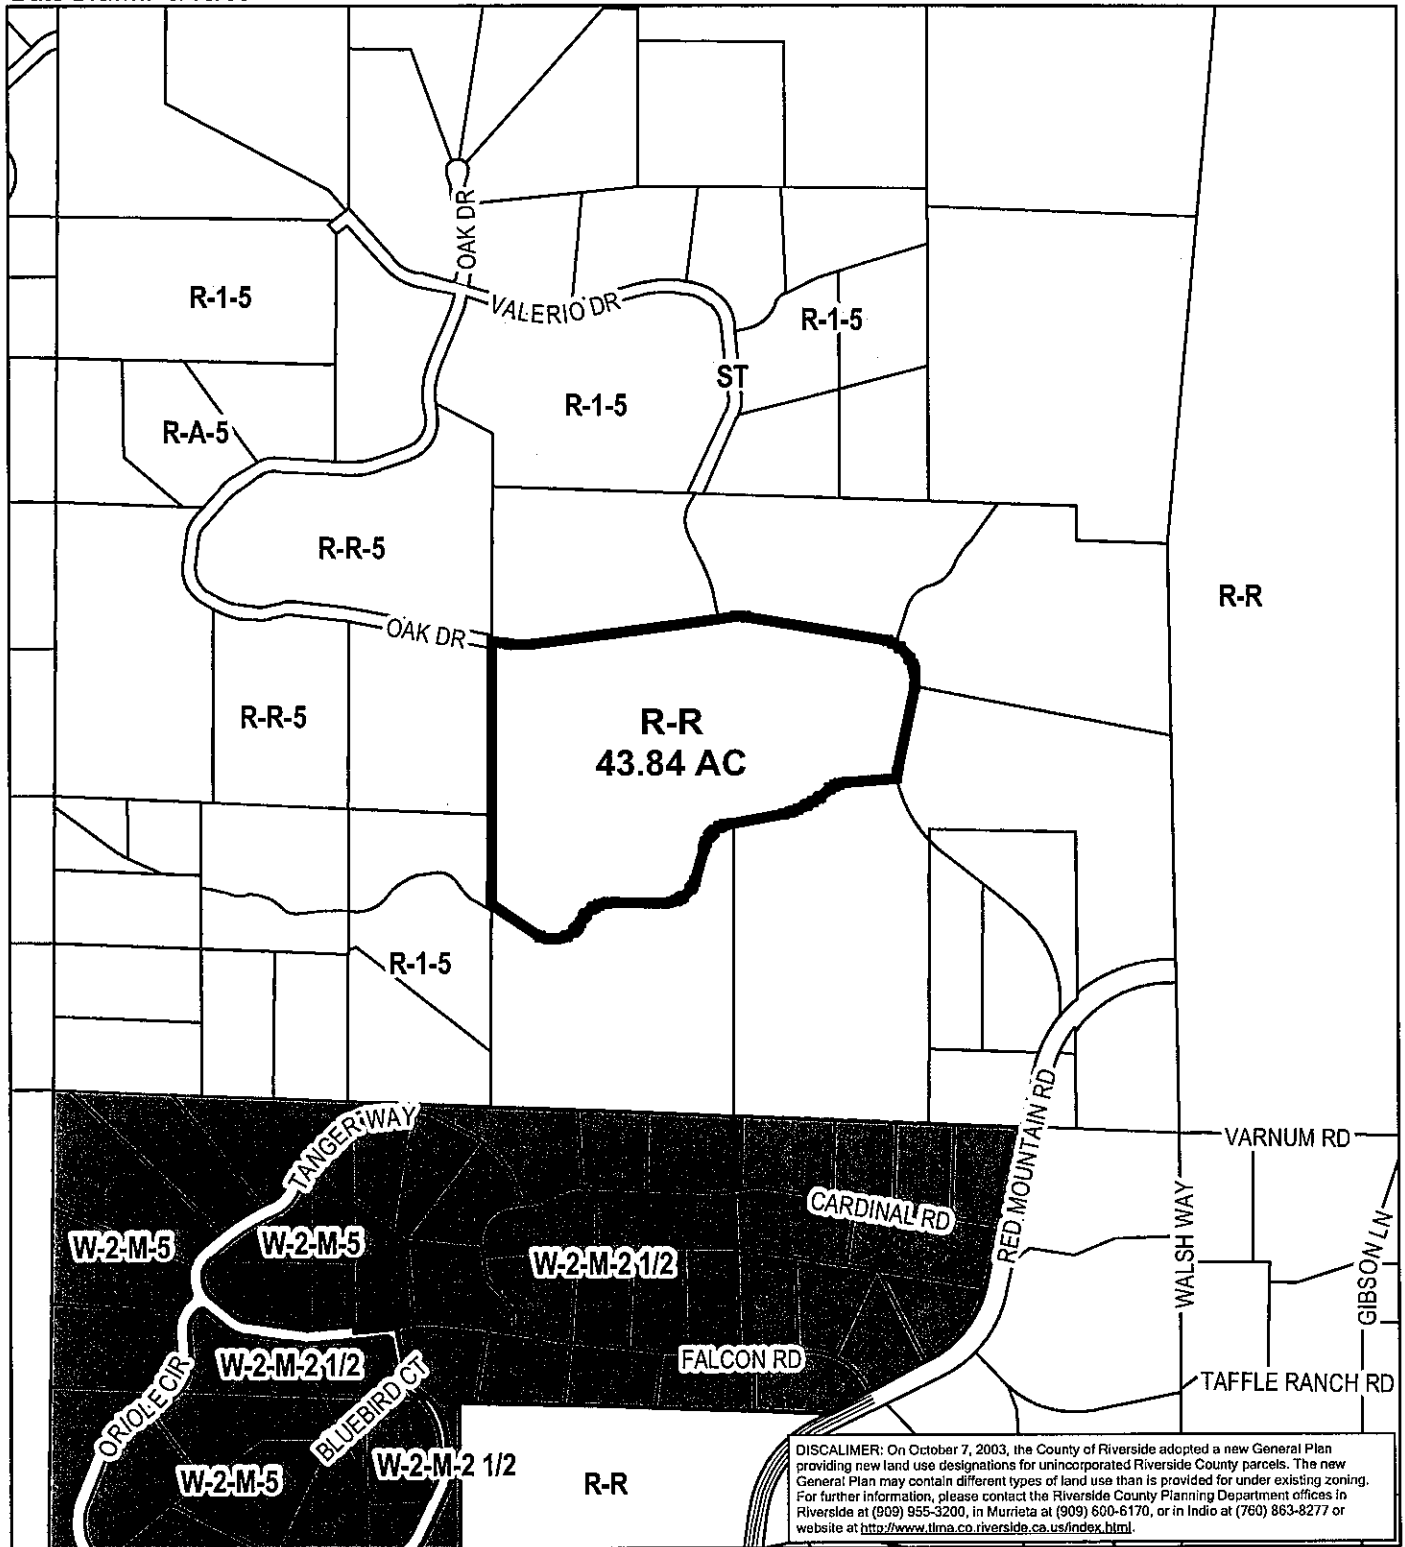 OAK DR
R-1-5
VALERIO DR
R-1-5
ST
R-1-5
R-A-5
R-R-5
R-R
OAK DR
R-R-5
R-R
43.84 AC
R-1-5
RED MOUNTAIN RD
TANGER WAY
VARNUM RD
CARDINAL RD
WALSH WAY
GIBSON LN
W-2-M-5
W-2-M-5
W-2-M-2 1/2
W-2-M-2 1/2
FALCON RD
ORIOLE CIR
BLUEBIRD CT
TAFFLE RANCH RD
W-2-M-5
W-2-M-2 1/2
R-R
DISCALIMER: On October 7, 2003, the County of Riverside adopted a new General Plan
providing new land use designations for unincorporated Riverside County parcels. The new
General Plan may contain different types of land use than is provided for under existing zoning.
For further information, please contact the Riverside County Planning Department offices in
Riverside at (909) 955-3200, in Murrieta at (909) 600-6170, or in Indio at (760) 863-8277 or
website at http://www.tlma.co.riverside.ca.us/index.html.